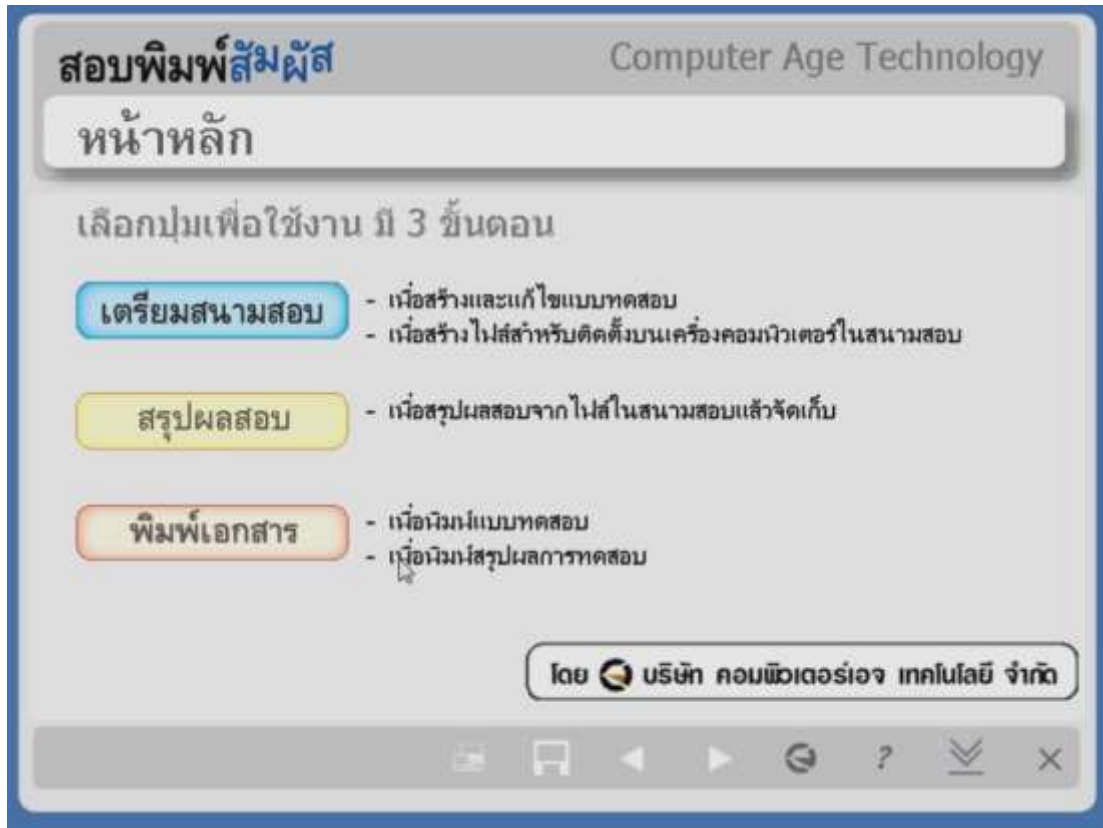 สอบพิมพ์สัมผัส
Computer Age Technology
หน้าหลัก
เลือกปุ่มเพื่อใช้งาน มี 3 ขั้นตอน
เตรียมสนามสอบ
- เพื่อสร้างและแก้ไขแบบทดสอบ
- เพื่อสร้างไฟล์สำหรับติดตั้งบนเครื่องคอมพิวเตอร์ในสนามสอบ
สรุปผลสอบ
- เพื่อสรุปผลสอบจากไฟล์ในสนามสอบแล้วจัดเก็บ
พิมพ์เอกสาร
- เพื่อพิมพ์แบบทดสอบ
- เพื่อพิมพ์สรุปผลการทดสอบ
โดย บริษัท คอมพิวเตอร์เอจ เทคโนโลยี จำกัด
?